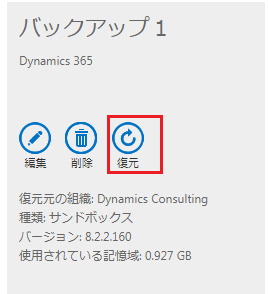 バックアップ 1
Dynamics 365
編集
削除
復元
復元元の組織: Dynamics Consulting
種類: サンドボックス
バージョン: 8.2.2.160
使用されている記憶域: 0.927 GB